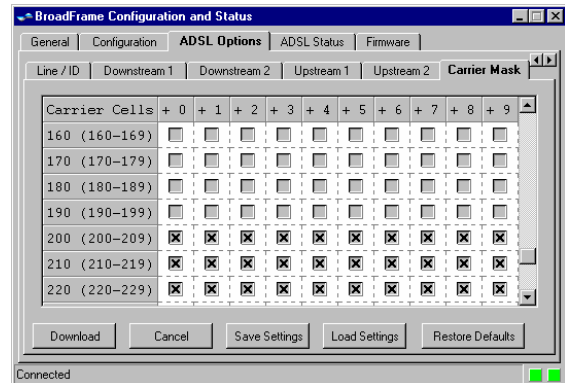 BroadFrame Configuration and Status
General Configuration ADSL Options ADSL Status Firmware
Line / ID Downstream 1 Downstream 2 Upstream 1 Upstream 2 Carrier Mask
Carrier Cells + 0 + 1 + 2 + 3 + 4 + 5 + 6 + 7 + 8 + 9
160 (160-169)
170 (170-179)
180 (180-189)
190 (190-199)
200 (200-209)
210 (210-219)
220 (220-229)
Download Cancel Save Settings Load Settings Restore Defaults
Connected